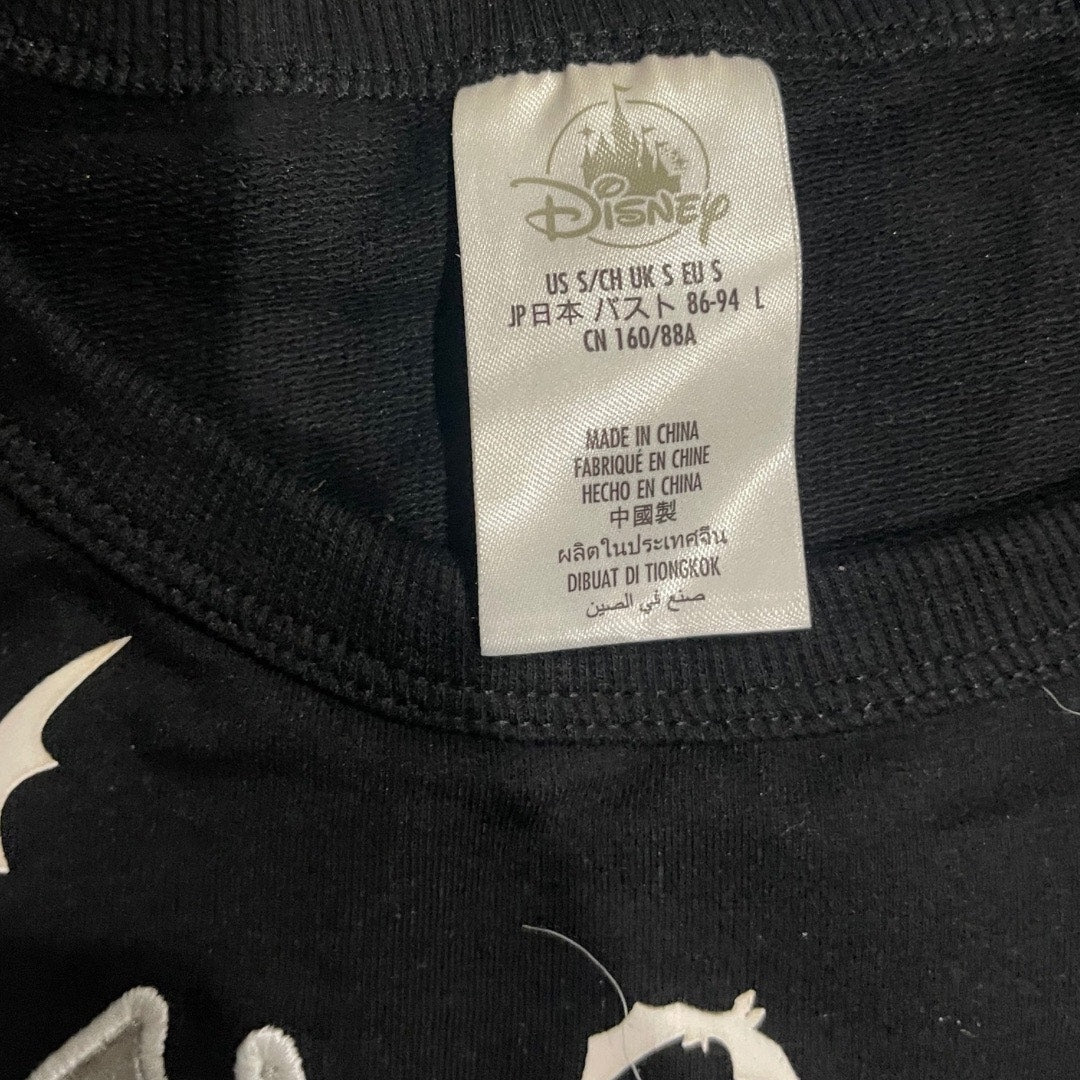 Disney
US S/CH UK S EU S
JP日本 バスト 86-94 L
CN 160/88A
MADE IN CHINA
FABRIQUÉ EN CHINE
HECHO EN CHINA
中國製
ผลิตในประเทศจีน
DIBUAT DI TIONGKOK
صنع في الصين